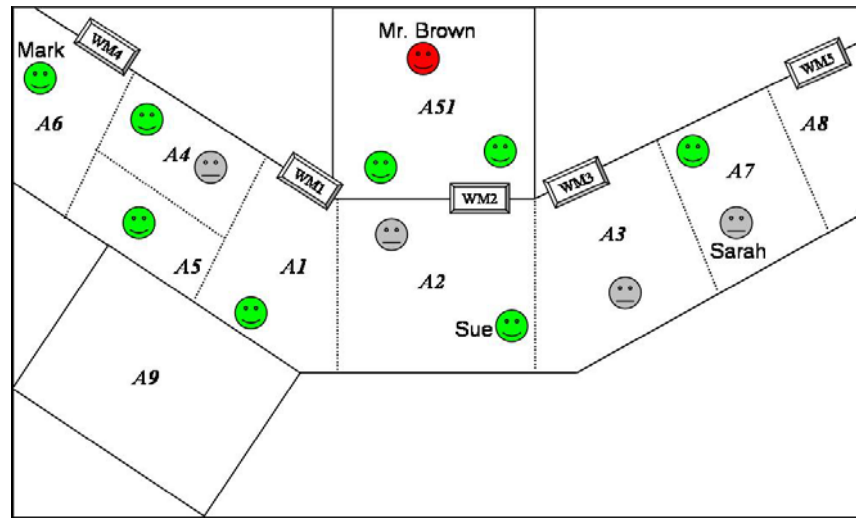 Mr. Brown
Mark
WM4
WM5
A51
A6
A4
A8
A7
WM1
WM2
WM3
Sarah
A5
A1
A2
A3
Sue
A9